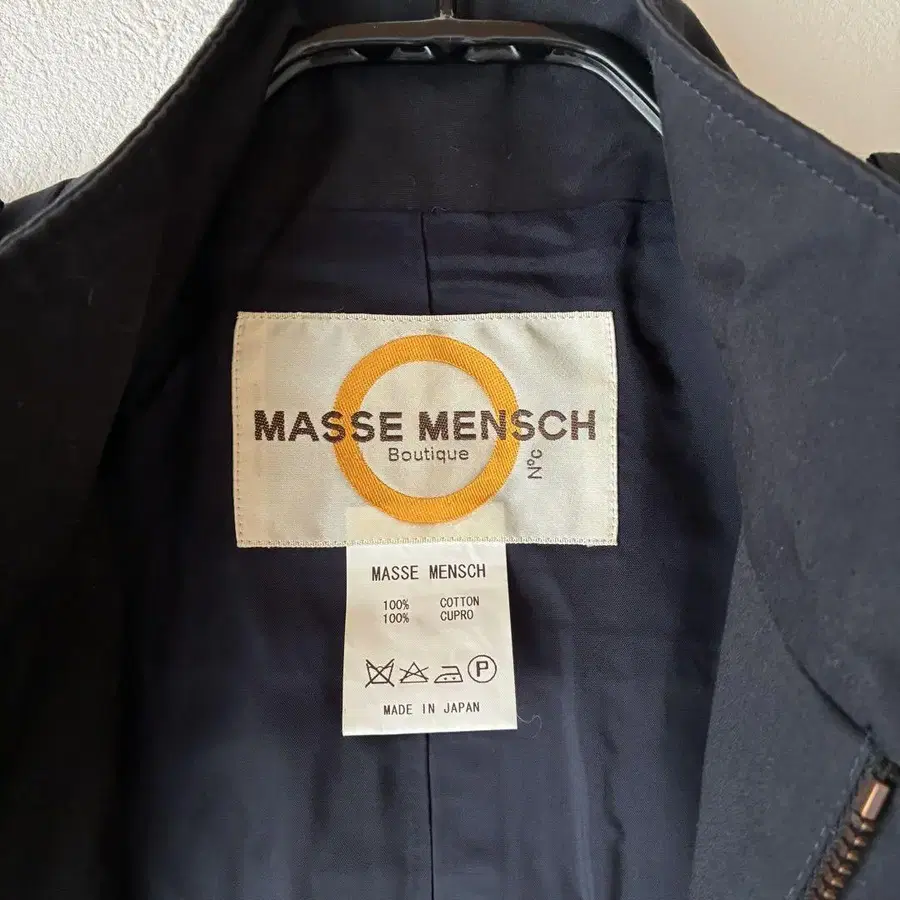 MASSE MENSCH
Boutique
N°C
MASSE MENSCH
100% COTTON
100% CUPRO
P
MADE IN JAPAN